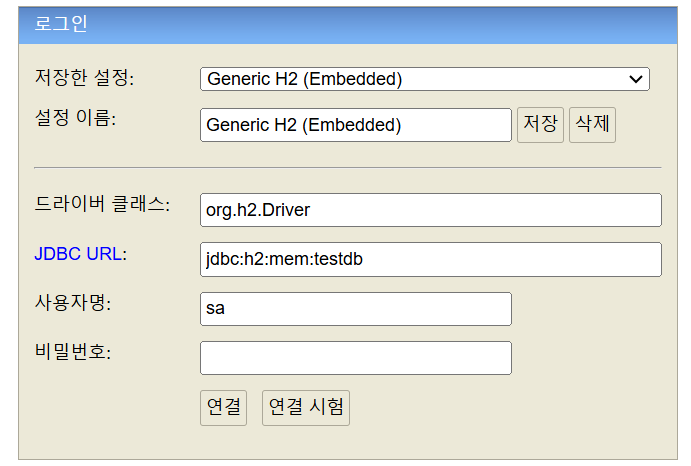 로그인
저장한 설정: Generic H2 (Embedded)
설정 이름: Generic H2 (Embedded) 저장 삭제
드라이버 클래스: org.h2.Driver
JDBC URL: jdbc:h2:mem:testdb
사용자명: sa
비밀번호:
연결 연결 시험